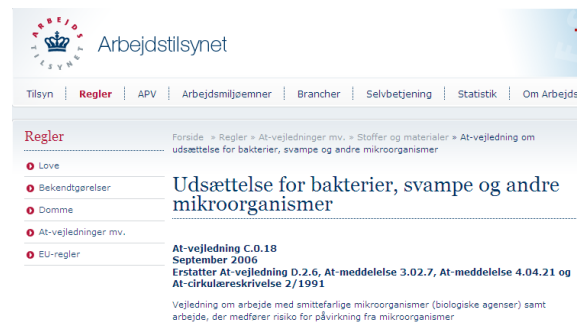 ARBEJDSTILSYNET
Arbejdstilsynet
Tilsyn Regler APV Arbejdsmiljøemner Brancher Selvbetjening Statistik Om Arbejds
Regler
Forside » Regler » At-vejledninger mv. » Stoffer og materialer » At-vejledning om
udsættelse for bakterier, svampe og andre mikroorganismer
Love
Bekendtgørelser
Domme
At-vejledninger mv.
EU-regler
Udsættelse for bakterier, svampe og andre
mikroorganismer
At-vejledning C.0.18
September 2006
Erstatter At-vejledning D.2.6, At-meddelelse 3.02.7, At-meddelelse 4.04.21 og
At-cirkulæreskrivelse 2/1991
Vejledning om arbejde med smittefarlige mikroorganismer (biologiske agenser) samt
arbejde, der medfører risiko for påvirkning fra mikroorganismer